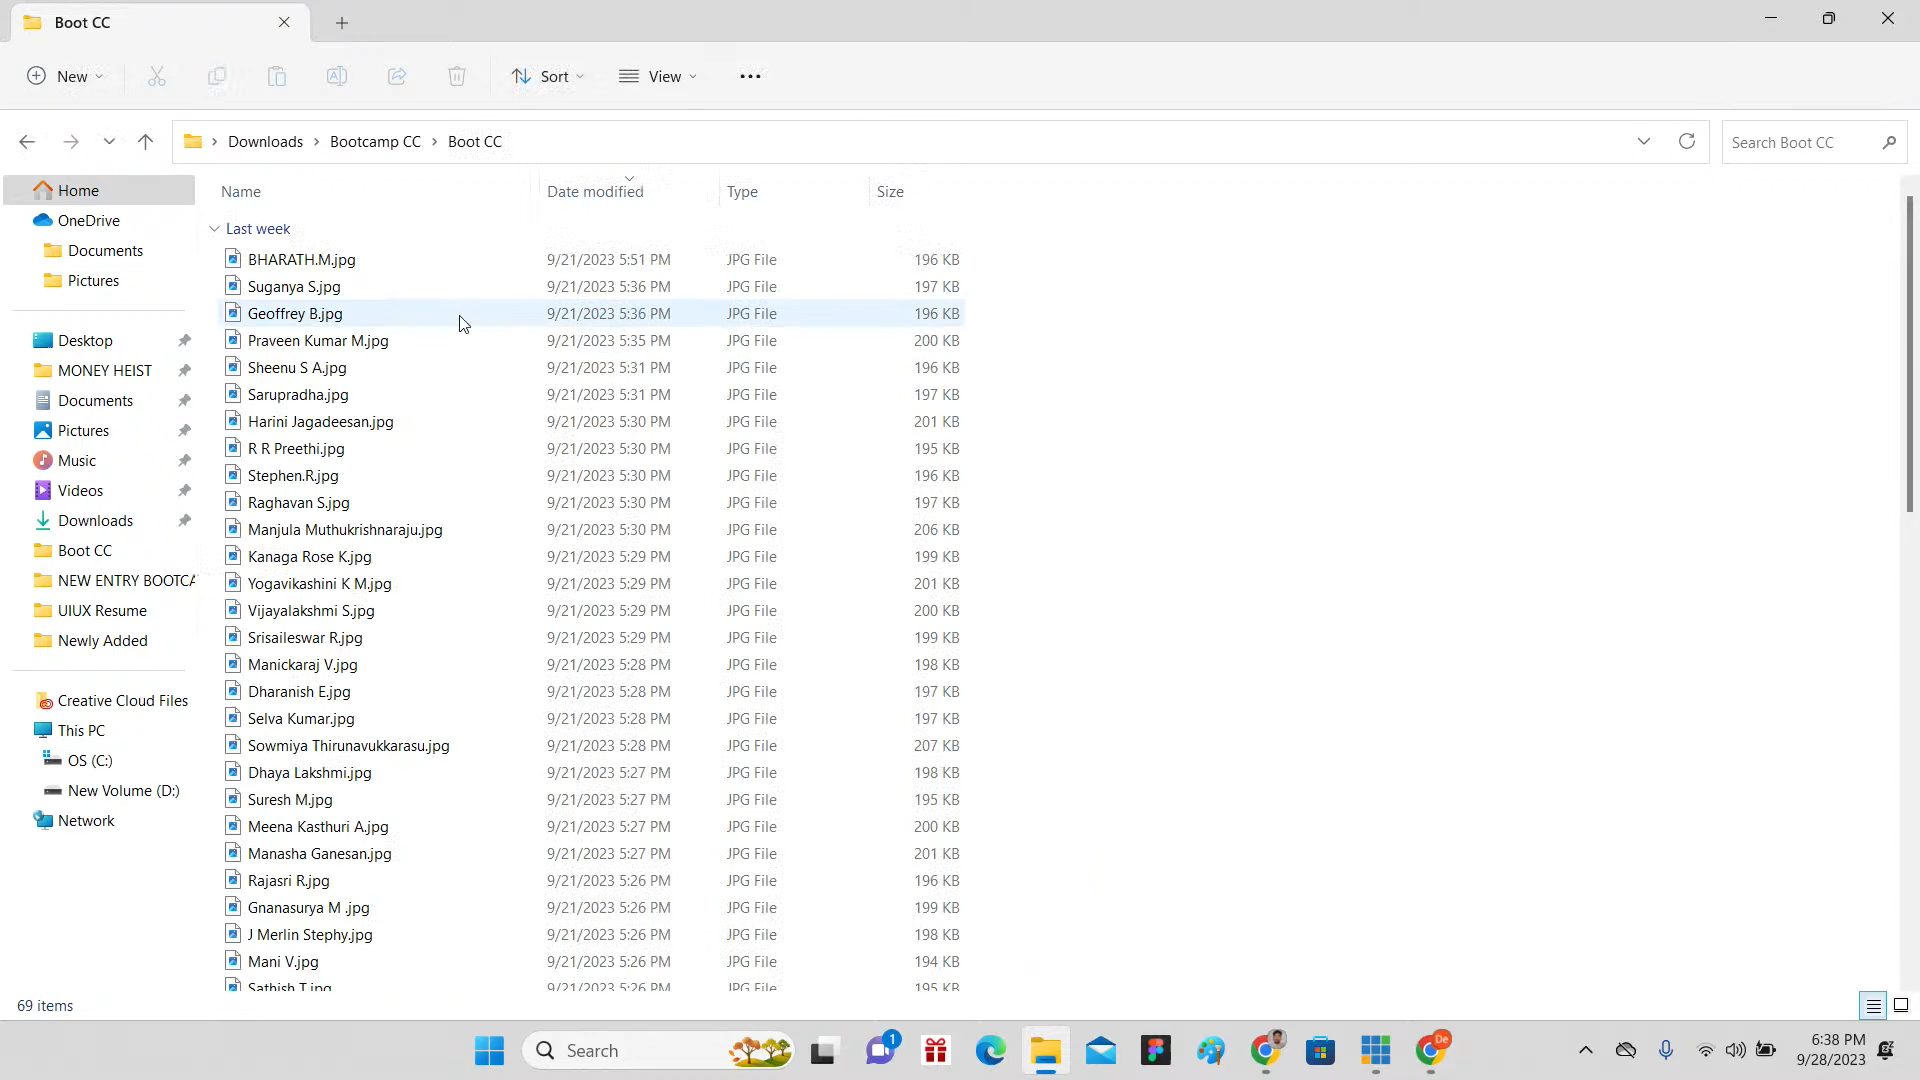 Boot CC
New
Sort
View
Downloads > Bootcamp CC > Boot CC
Search Boot CC
Home
OneDrive
Documents
Pictures
Desktop
MONEY HEIST
Documents
Pictures
Music
Videos
Downloads
Boot CC
NEW ENTRY BOOTCA
UIUX Resume
Newly Added
Creative Cloud Files
This PC
OS (C:)
New Volume (D:)
Network
Name Date modified Type Size
Last week
BHARATH.M.jpg 9/21/2023 5:51 PM JPG File 196 KB
Suganya S.jpg 9/21/2023 5:36 PM JPG File 197 KB
Geoffrey B.jpg 9/21/2023 5:36 PM JPG File 196 KB
Praveen Kumar M.jpg 9/21/2023 5:35 PM JPG File 200 KB
Sheenu S A.jpg 9/21/2023 5:31 PM JPG File 196 KB
Sarupradha.jpg 9/21/2023 5:31 PM JPG File 197 KB
Harini Jagadeesan.jpg 9/21/2023 5:30 PM JPG File 201 KB
R R Preethi.jpg 9/21/2023 5:30 PM JPG File 195 KB
Stephen.R.jpg 9/21/2023 5:30 PM JPG File 196 KB
Raghavan S.jpg 9/21/2023 5:30 PM JPG File 197 KB
Manjula Muthukrishnaraju.jpg 9/21/2023 5:30 PM JPG File 206 KB
Kanaga Rose K.jpg 9/21/2023 5:29 PM JPG File 199 KB
Yogavikashini K M.jpg 9/21/2023 5:29 PM JPG File 201 KB
Vijayalakshmi S.jpg 9/21/2023 5:29 PM JPG File 200 KB
Srisaileswar R.jpg 9/21/2023 5:29 PM JPG File 199 KB
Manickaraj V.jpg 9/21/2023 5:28 PM JPG File 198 KB
Dharanish E.jpg 9/21/2023 5:28 PM JPG File 197 KB
Selva Kumar.jpg 9/21/2023 5:28 PM JPG File 197 KB
Sowmiya Thirunavukkarasu.jpg 9/21/2023 5:28 PM JPG File 207 KB
Dhaya Lakshmi.jpg 9/21/2023 5:27 PM JPG File 198 KB
Suresh M.jpg 9/21/2023 5:27 PM JPG File 195 KB
Meena Kasthuri A.jpg 9/21/2023 5:27 PM JPG File 200 KB
Manasha Ganesan.jpg 9/21/2023 5:27 PM JPG File 201 KB
Rajasri R.jpg 9/21/2023 5:26 PM JPG File 196 KB
Gnanasurya M .jpg 9/21/2023 5:26 PM JPG File 199 KB
J Merlin Stephy.jpg 9/21/2023 5:26 PM JPG File 198 KB
Mani V.jpg 9/21/2023 5:26 PM JPG File 194 KB
Sathish T.jpg 9/21/2023 5:26 PM JPG File 195 KB
69 items
Search
1
De
6:38 PM
9/28/2023